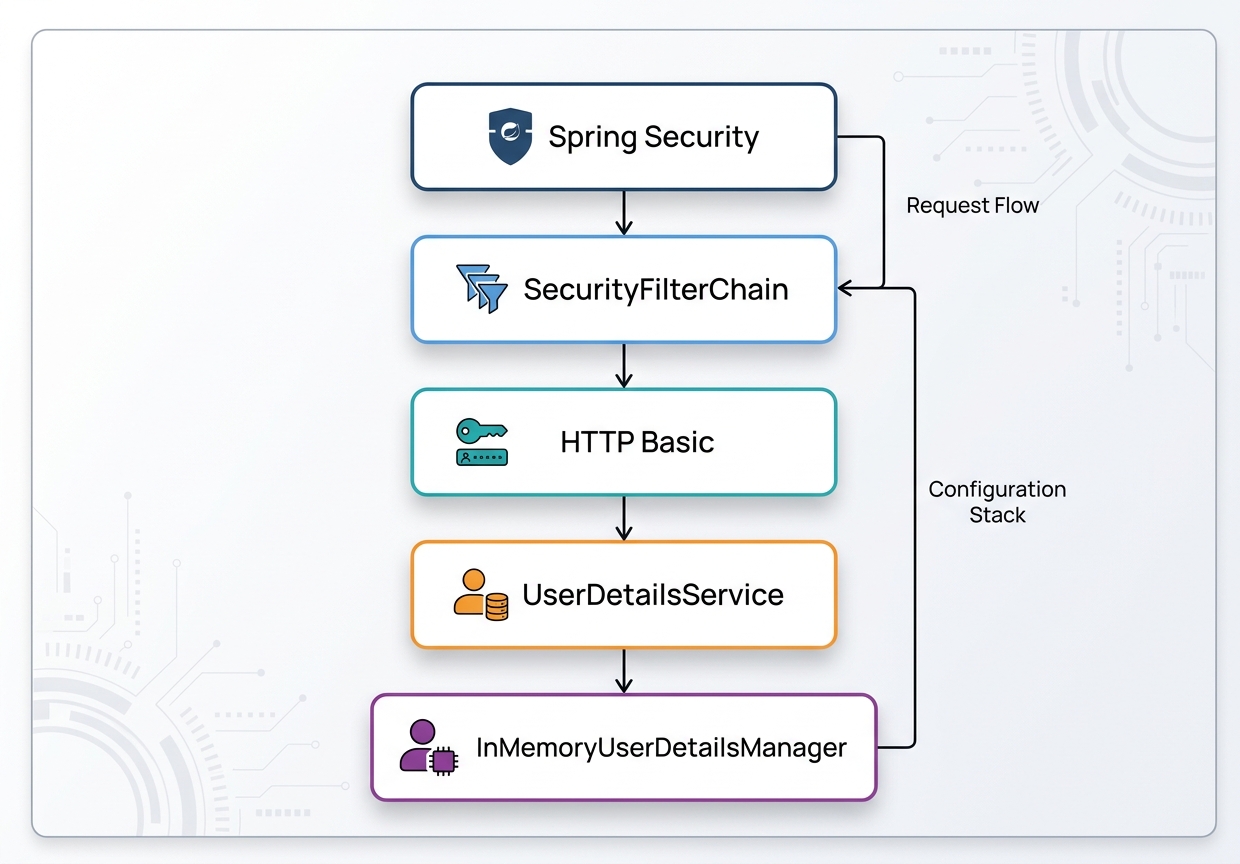 Spring Security
Request Flow
SecurityFilterChain
HTTP Basic
Configuration
Stack
UserDetailsService
InMemoryUserDetailsManager